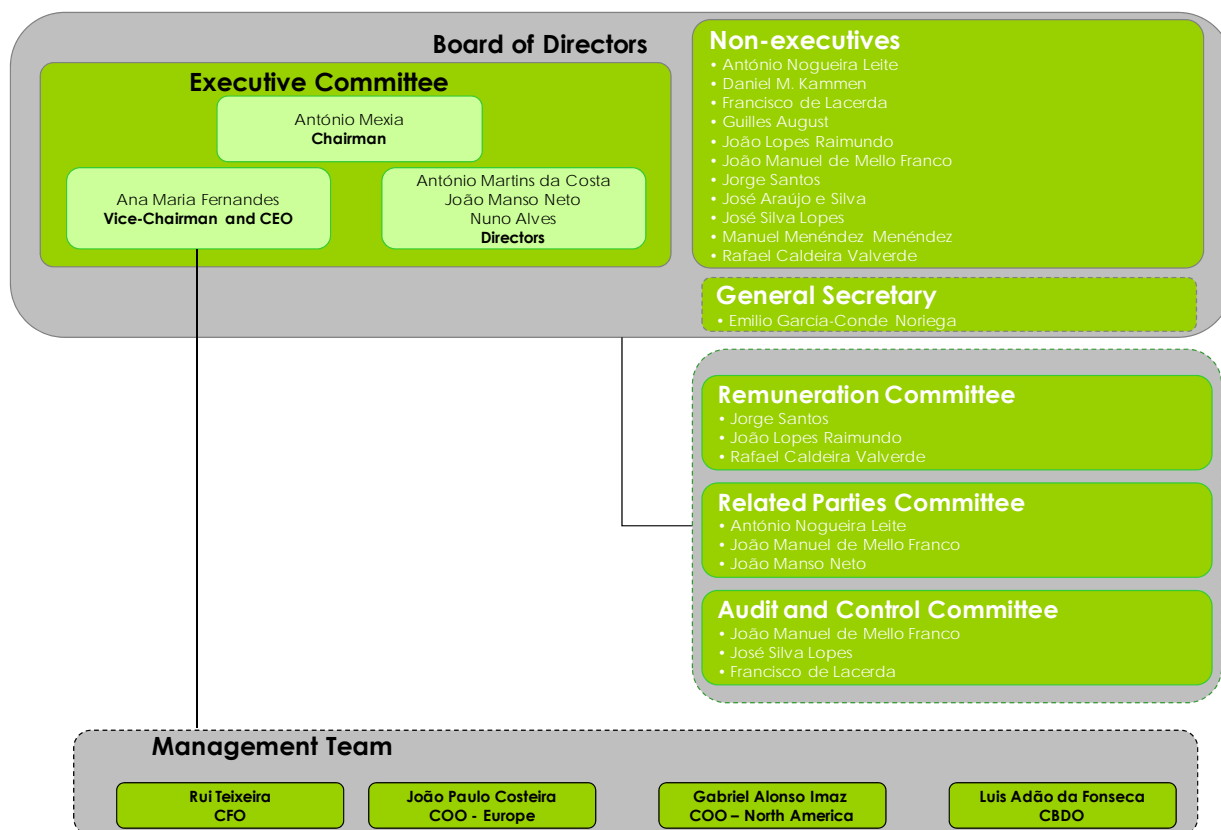 Board of Directors
Executive Committee
António Mexia
Chairman
Ana Maria Fernandes
Vice-Chairman and CEO
António Martins da Costa
João Manso Neto
Nuno Alves
Directors
Non-executives
• António Nogueira Leite
• Daniel M. Kammen
• Francisco de Lacerda
• Guilles August
• João Lopes Raimundo
• João Manuel de Mello Franco
• Jorge Santos
• José Araújo e Silva
• José Silva Lopes
• Manuel Menéndez Menéndez
• Rafael Caldeira Valverde
General Secretary
• Emilio García-Conde Noriega
Remuneration Committee
• Jorge Santos
• João Lopes Raimundo
• Rafael Caldeira Valverde
Related Parties Committee
• António Nogueira Leite
• João Manuel de Mello Franco
• João Manso Neto
Audit and Control Committee
• João Manuel de Mello Franco
• José Silva Lopes
• Francisco de Lacerda
Management Team
Rui Teixeira
CFO
João Paulo Costeira
COO - Europe
Gabriel Alonso Imaz
COO – North America
Luis Adão da Fonseca
CBDO